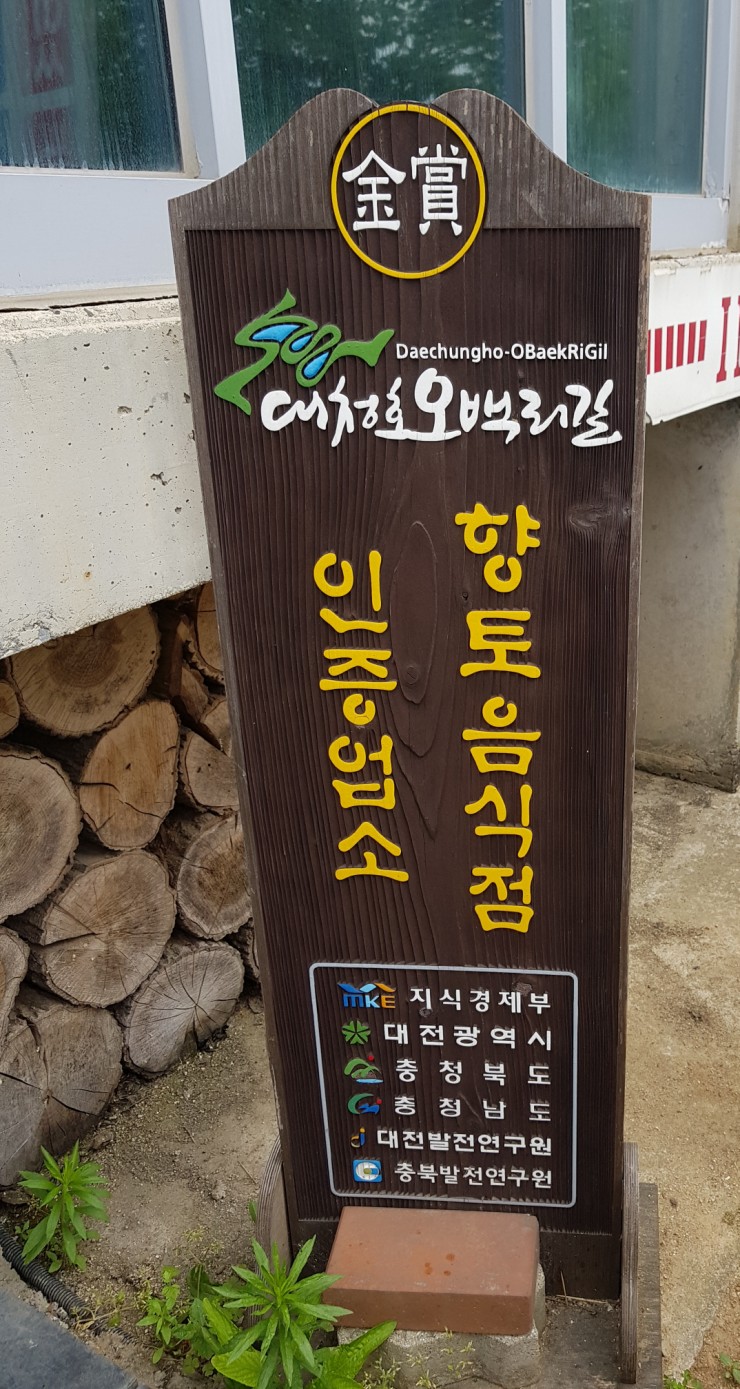 金賞
Daechungho-OBaekRiGil
대청호오백리길
향토음식점
인증업소
MKE 지식경제부
대전광역시
충청북도
충청남도
대전발전연구원
충북발전연구원